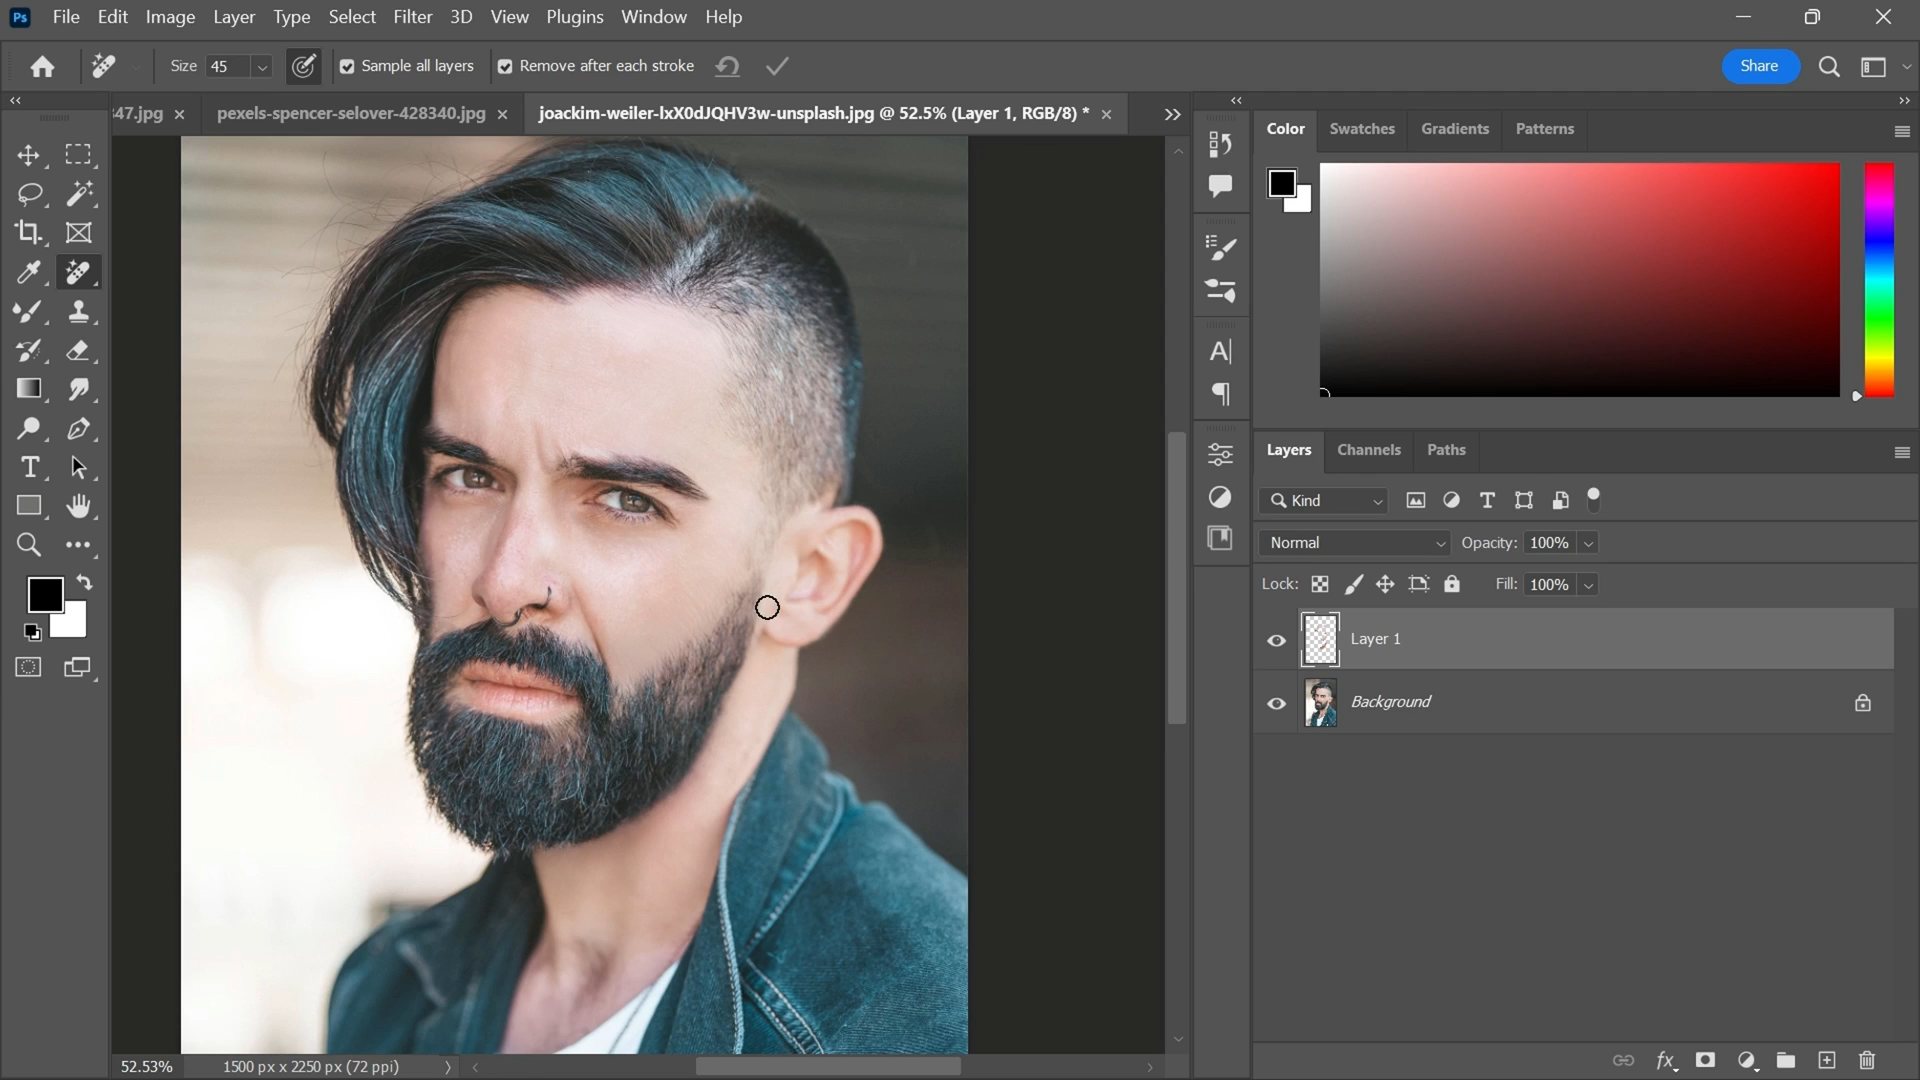 Ps File Edit Image Layer Type Select Filter 3D View Plugins Window Help
Size 45 Sample all layers Remove after each stroke Share
47.jpg pexels-spencer-selover-428340.jpg joackim-weiler-lxX0dJQHV3w-unsplash.jpg @ 52.5% (Layer 1, RGB/8) *
Color Swatches Gradients Patterns
Layers Channels Paths
Kind
Normal Opacity: 100%
Lock: Fill: 100%
Layer 1
Background
52.53% 1500 px x 2250 px (72 ppi)